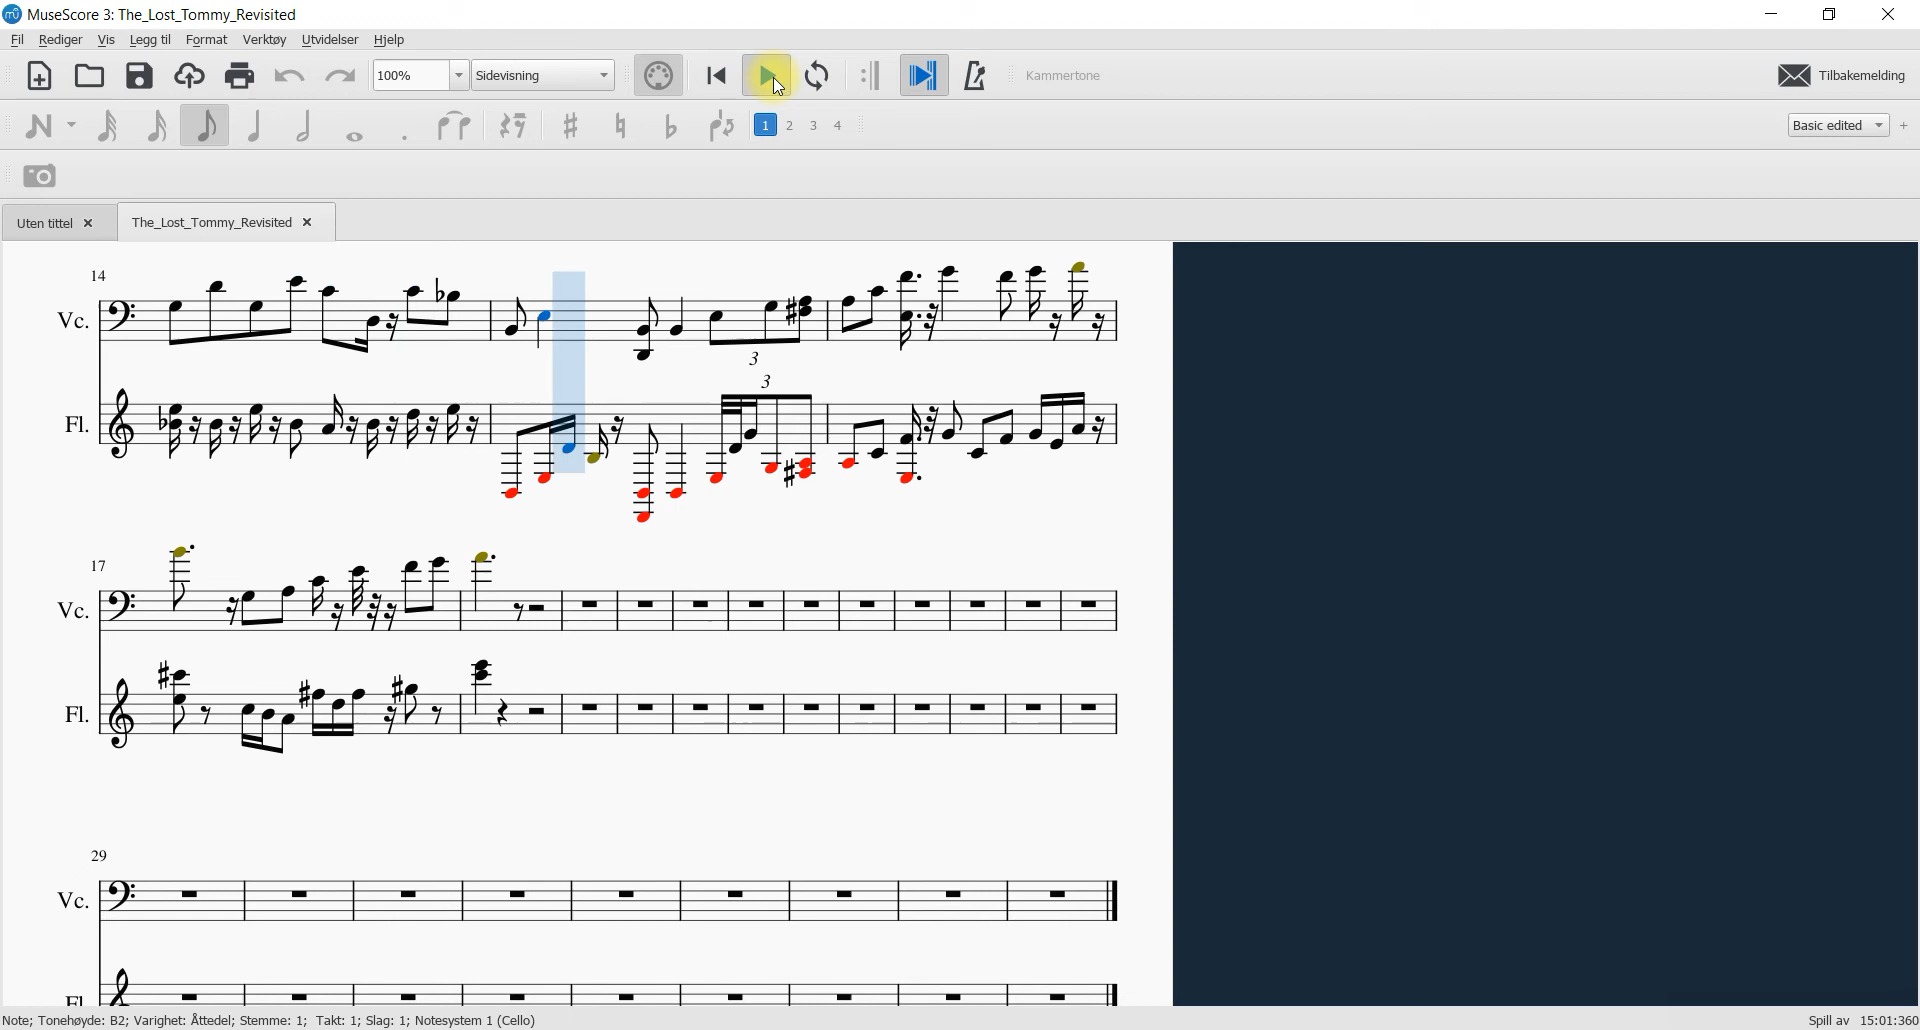 MuseScore 3: The_Lost_Tommy_Revisited
Fil Rediger Vis Legg til Format Verktøy Utvidelser Hjelp
100% Sidevisning Kammertone Tilbakemelding
1 2 3 4 Basic edited +
Uten tittel The_Lost_Tommy_Revisited
14
Vc.
3
3
Fl.
17
Vc.
Fl.
29
Vc.
Fl.
Note; Tonehøyde: B2; Varighet: Åttedel; Stemme: 1; Takt: 1; Slag: 1; Notesystem 1 (Cello) Spill av 15:01:360